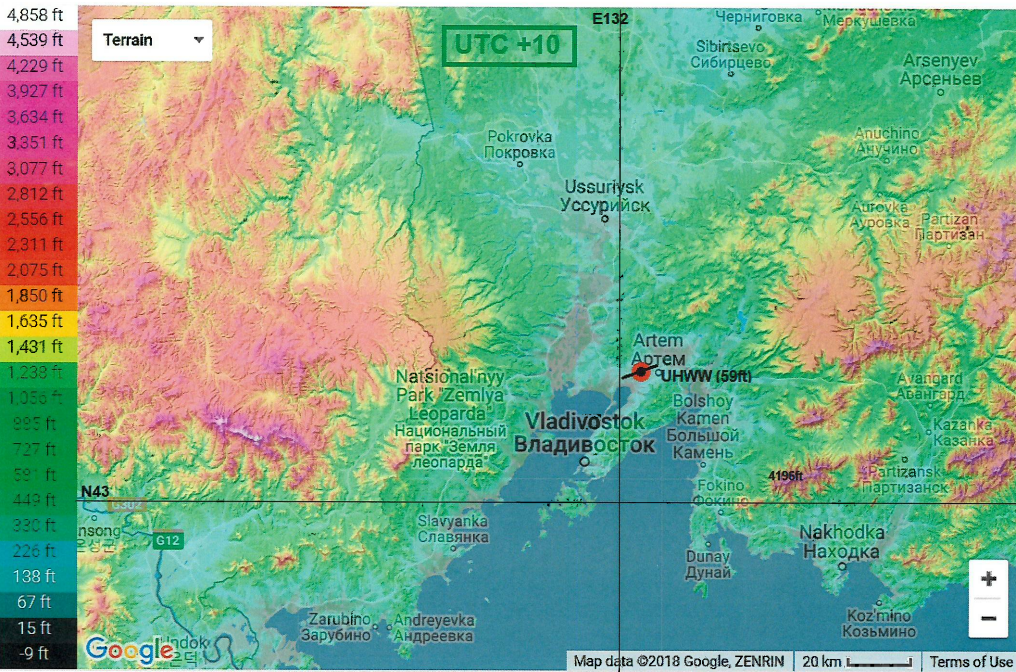 4,858 ft
4,539 ft
4,229 ft
3,927 ft
3,634 ft
3,351 ft
3,077 ft
2,812 ft
2,556 ft
2,311 ft
2,075 ft
1,850 ft
1,635 ft
1,431 ft
1,238 ft
1,056 ft
995 ft
727 ft
591 ft
449 ft
330 ft
226 ft
138 ft
67 ft
15 ft
-9 ft
Terrain
UTC +10
E132
Черниговка
Меркушевка
Sibirtsevo
Сибирцево
Arsenyev
Арсеньев
Pokrovka
Покровка
Anuchino
Анучино
Ussuriysk
Уссурийск
Aurovka
Ауровка
Partizan
Партизан
Artem
Артем
UHWW (59ft)
Natsional'nyy
Park "Zemlya
Leoparda"
Национальный
парк "Земля
леопарда"
Avangard
Авангард
Bolshoy
Kamen
Большой
Камень
Vladivostok
Владивосток
Kazanka
Казанка
4196ft
Partizansk
Партизанск
Fokino
Фокино
N43
G302
G12
Slavyanka
Славянка
Nakhodka
Находка
Dunay
Дунай
Zarubino
Зарубино
Andreyevka
Андреевка
Koz'mino
Козьмино
+
−
Google
Map data ©2018 Google, ZENRIN
20 km
Terms of Use